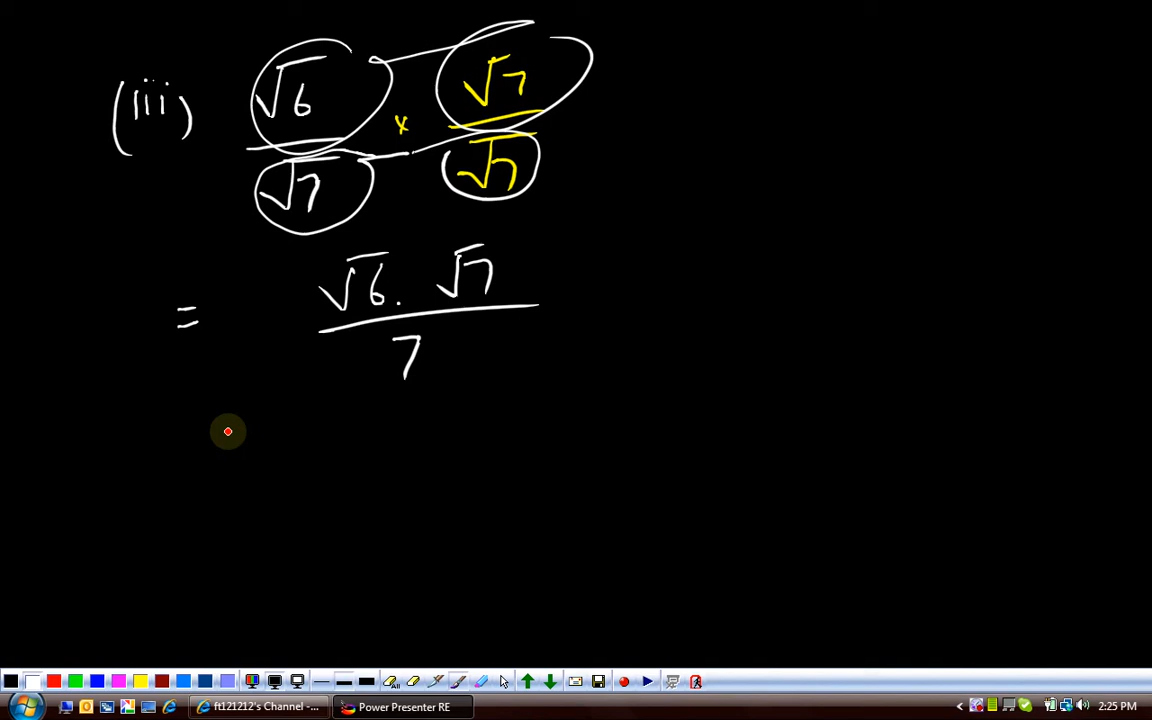 (iii) √6/√7 × √7/√7
= √6 . √7 / 7
ft121212's Channel -... Power Presenter RE 2:25 PM